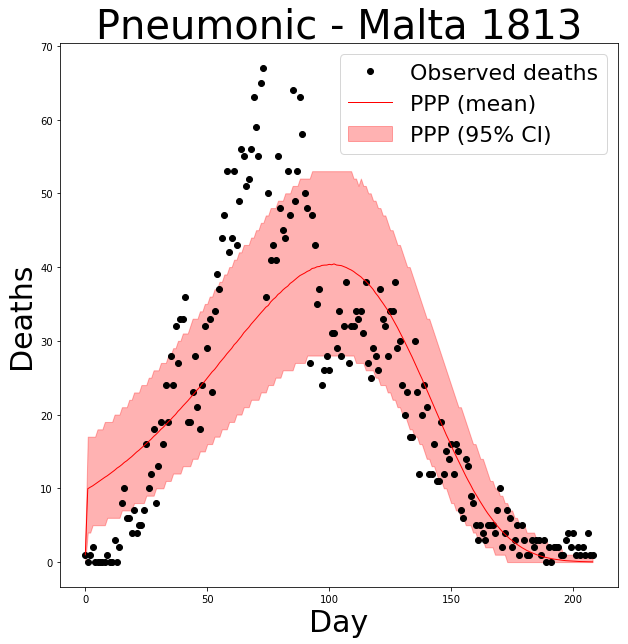 Pneumonic - Malta 1813
Observed deaths
PPP (mean)
PPP (95% CI)
Deaths
70
60
50
40
30
20
10
0
0 50 100 150 200
Day